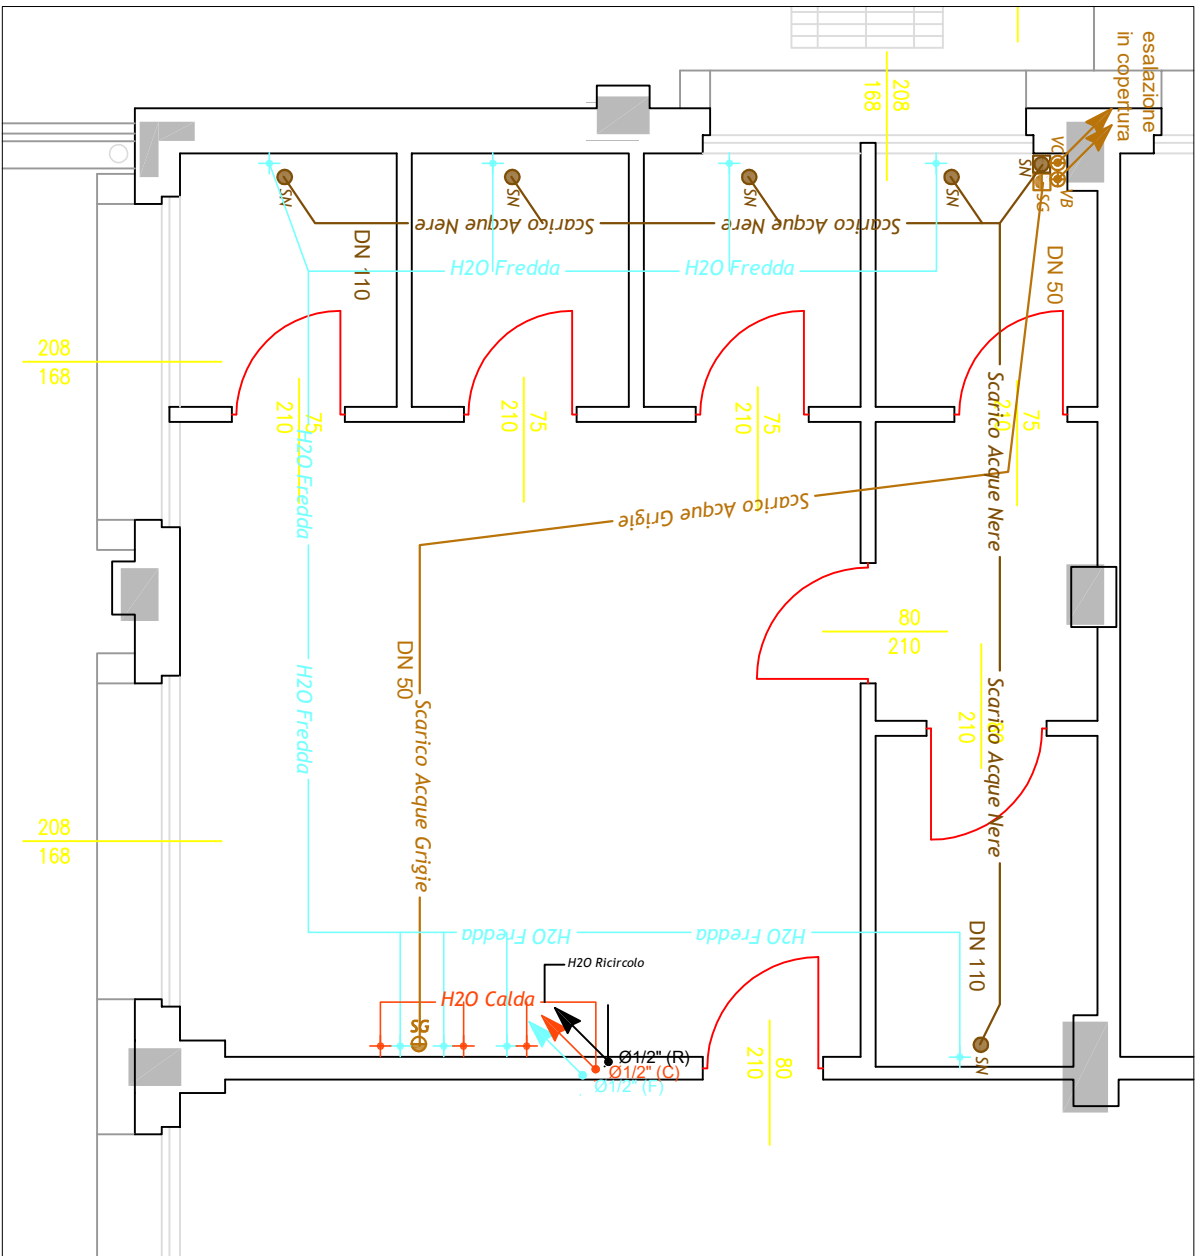 esalazione
in copertura
208
168
VC
SN
VB
SG
SN
SN
SN
SN
Scarico Acque Nere
Scarico Acque Nere
DN 110
H2O Fredda
H2O Fredda
DN 50
208
168
75
210
75
210
75
210
75
210
H2O Fredda
Scarico Acque Nere
Scarico Acque Grigie
80
210
DN 50
H2O Fredda
Scarico Acque Grigie
210
Scarico Acque Nere
208
168
H2O Fredda
H2O Fredda
DN 110
H2O Ricircolo
H2O Calda
SG
SN
Ø1/2" (R)
Ø1/2" (C)
Ø1/2" (F)
80
210